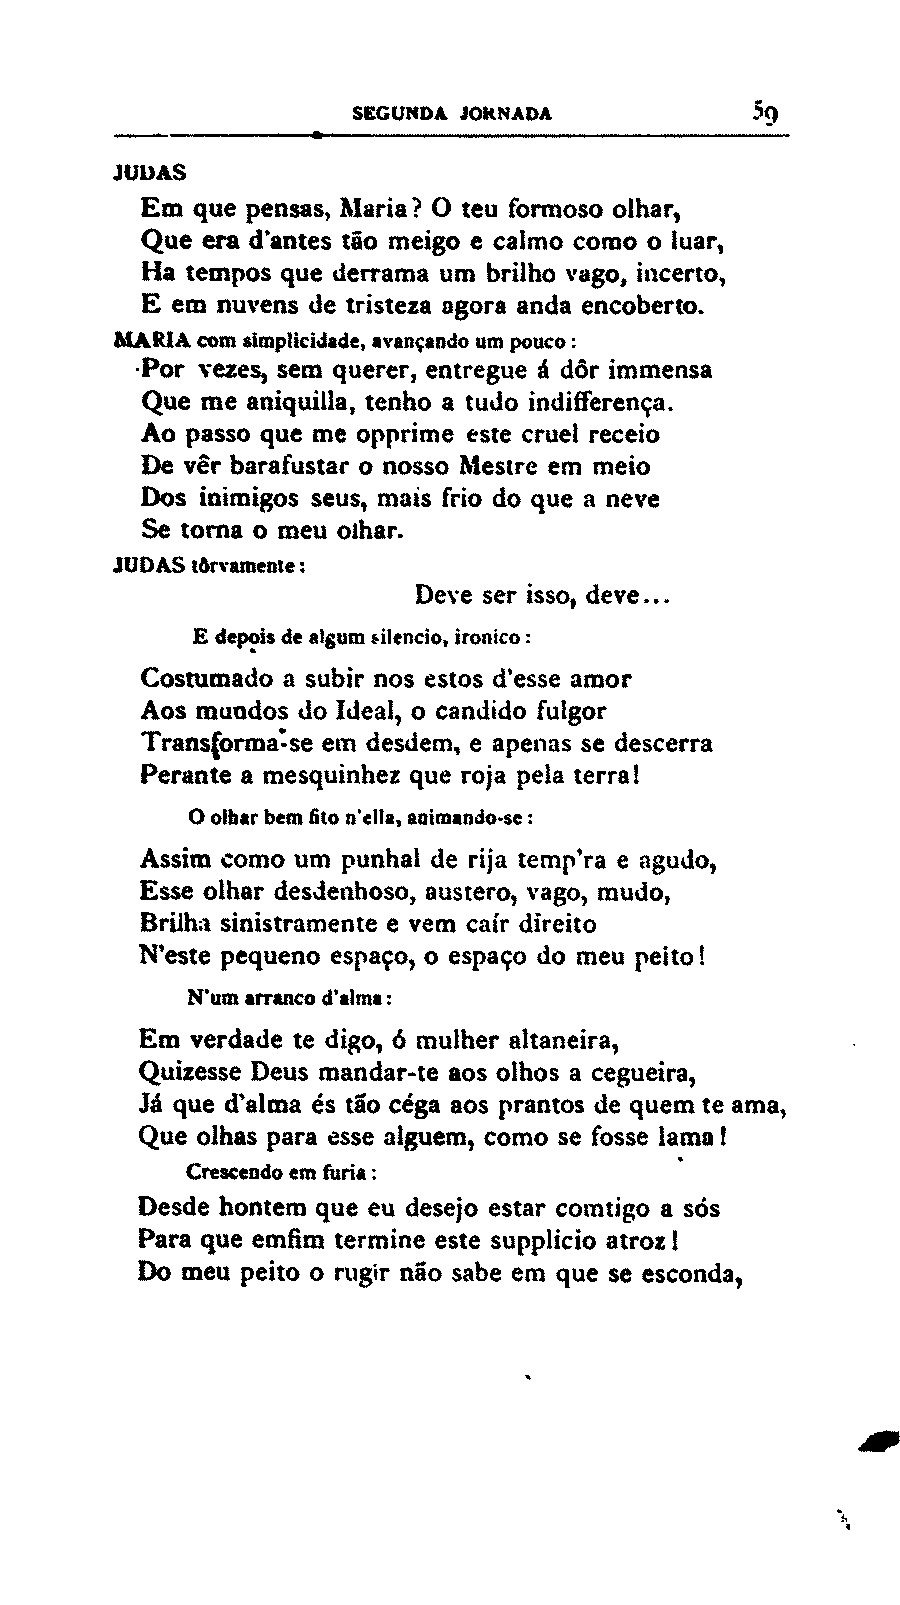 SEGUNDA JORNADA 59
JUDAS
Em que pensas, Maria? O teu formoso olhar,
Que era d'antes tão meigo e calmo como o luar,
Ha tempos que derrama um brilho vago, incerto,
E em nuvens de tristeza agora anda encoberto.
MARIA com simplicidade, avançando um pouco:
Por vezes, sem querer, entregue á dôr immensa
Que me aniquilla, tenho a tudo indifferença.
Ao passo que me opprime este cruel receio
De vêr barafustar o nosso Mestre em meio
Dos inimigos seus, mais frio do que a neve
Se torna o meu olhar.
JUDAS tôrvamente:
Deve ser isso, deve...
E depois de algum silencio, ironico:
Costumado a subir nos estos d'esse amor
Aos mundos do Ideal, o candido fulgor
Transforma-se em desdem, e apenas se descerra
Perante a mesquinhez que roja pela terra!
O olhar bem fito n'ella, animando-se:
Assim como um punhal de rija temp'ra e agudo,
Esse olhar desdenhoso, austero, vago, mudo,
Brilha sinistramente e vem caír direito
N'este pequeno espaço, o espaço do meu peito!
N'um arranco d'alma:
Em verdade te digo, ó mulher altaneira,
Quizesse Deus mandar-te aos olhos a cegueira,
Já que d'alma és tão céga aos prantos de quem te ama,
Que olhas para esse alguem, como se fosse lama!
Crescendo em furia:
Desde hontem que eu desejo estar comtigo a sós
Para que emfim termine este supplicio atroz!
Do meu peito o rugir não sabe em que se esconda,